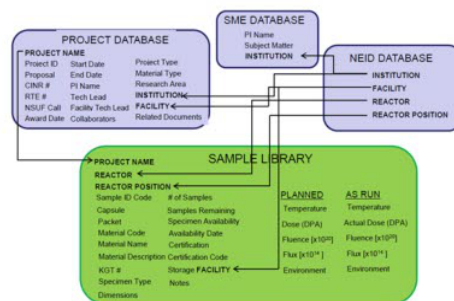 PROJECT DATABASE
PROJECT NAME
Project ID Start Date Project Type
Proposal End Date Material Type
CINR # PI Name Research Area
RTE # Tech Lead INSTITUTION
NSUF Call Facility Tech Lead FACILITY
Award Date Collaborators Related Documents
SME DATABASE
PI Name
Subject Matter
INSTITUTION
NEID DATABASE
INSTITUTION
FACILITY
REACTOR
REACTOR POSITION
SAMPLE LIBRARY
PROJECT NAME
REACTOR
REACTOR POSITION
Sample ID Code # of Samples
Capsule Samples Remaining
Packet Specimen Availability
Material Code Availability Date
Material Name Certification
Material Description Certification Code
KGT # Storage FACILITY
Specimen Type Notes
Dimensions
PLANNED AS RUN
Temperature Temperature
Dose (DPA) Actual Dose (DPA)
Fluence Fluence
Flux Flux
Environment Environment